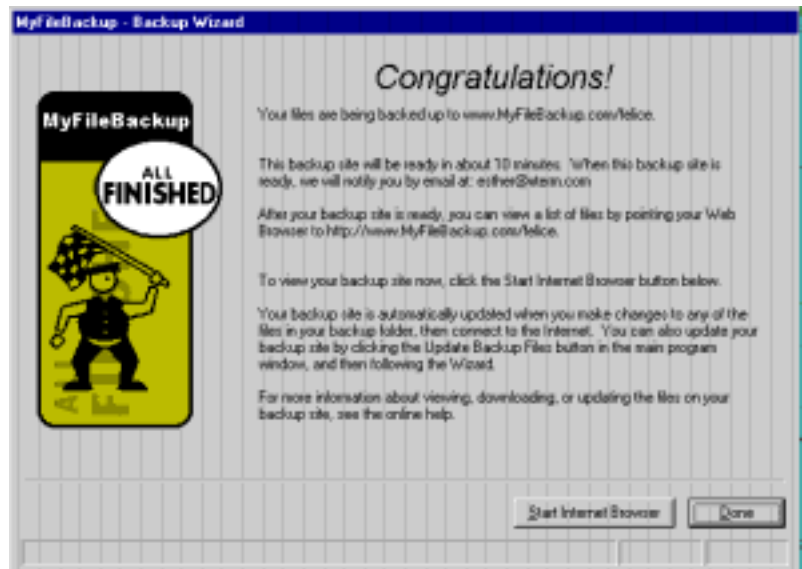 MyFileBackup - Backup Wizard
Congratulations!
MyFileBackup
ALL
FINISHED
Your files are being backed up to www.MyFileBackup.com/felice.
This backup site will be ready in about 10 minutes. When this backup site is
ready, we will notify you by email at: esther@xterm.com
After your backup site is ready, you can view a list of files by pointing your Web
Browser to http://www.MyFileBackup.com/felice.
To view your backup site now, click the Start Internet Browser button below.
Your backup site is automatically updated when you make changes to any of the
files in your backup folder, then connect to the Internet. You can also update your
backup site by clicking the Update Backup Files button in the main program
window, and then following the Wizard.
For more information about viewing, downloading, or updating the files on your
backup site, see the online help.
ALL
Start Internet Browser
Done